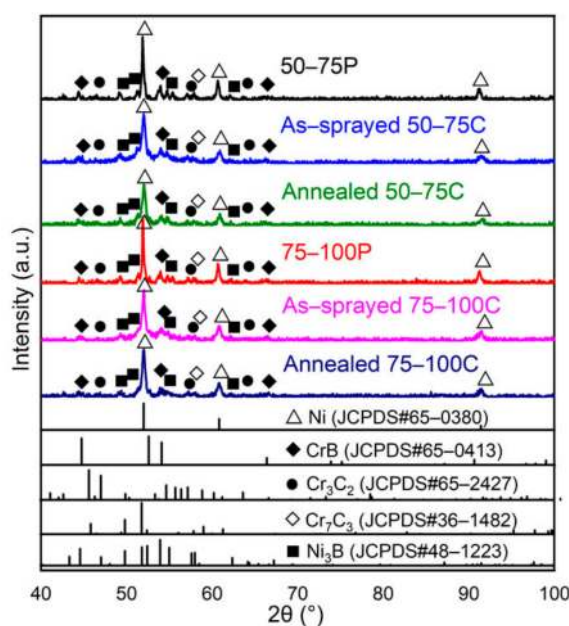 50–75P
As–sprayed 50–75C
Annealed 50–75C
75–100P
As–sprayed 75–100C
Annealed 75–100C
△ Ni (JCPDS#65–0380)
◆ CrB (JCPDS#65–0413)
● Cr₃C₂ (JCPDS#65–2427)
◇ Cr₇C₃ (JCPDS#36–1482)
■ Ni₃B (JCPDS#48–1223)
Intensity (a.u.)
40 50 60 70 80 90 100
2θ (°)